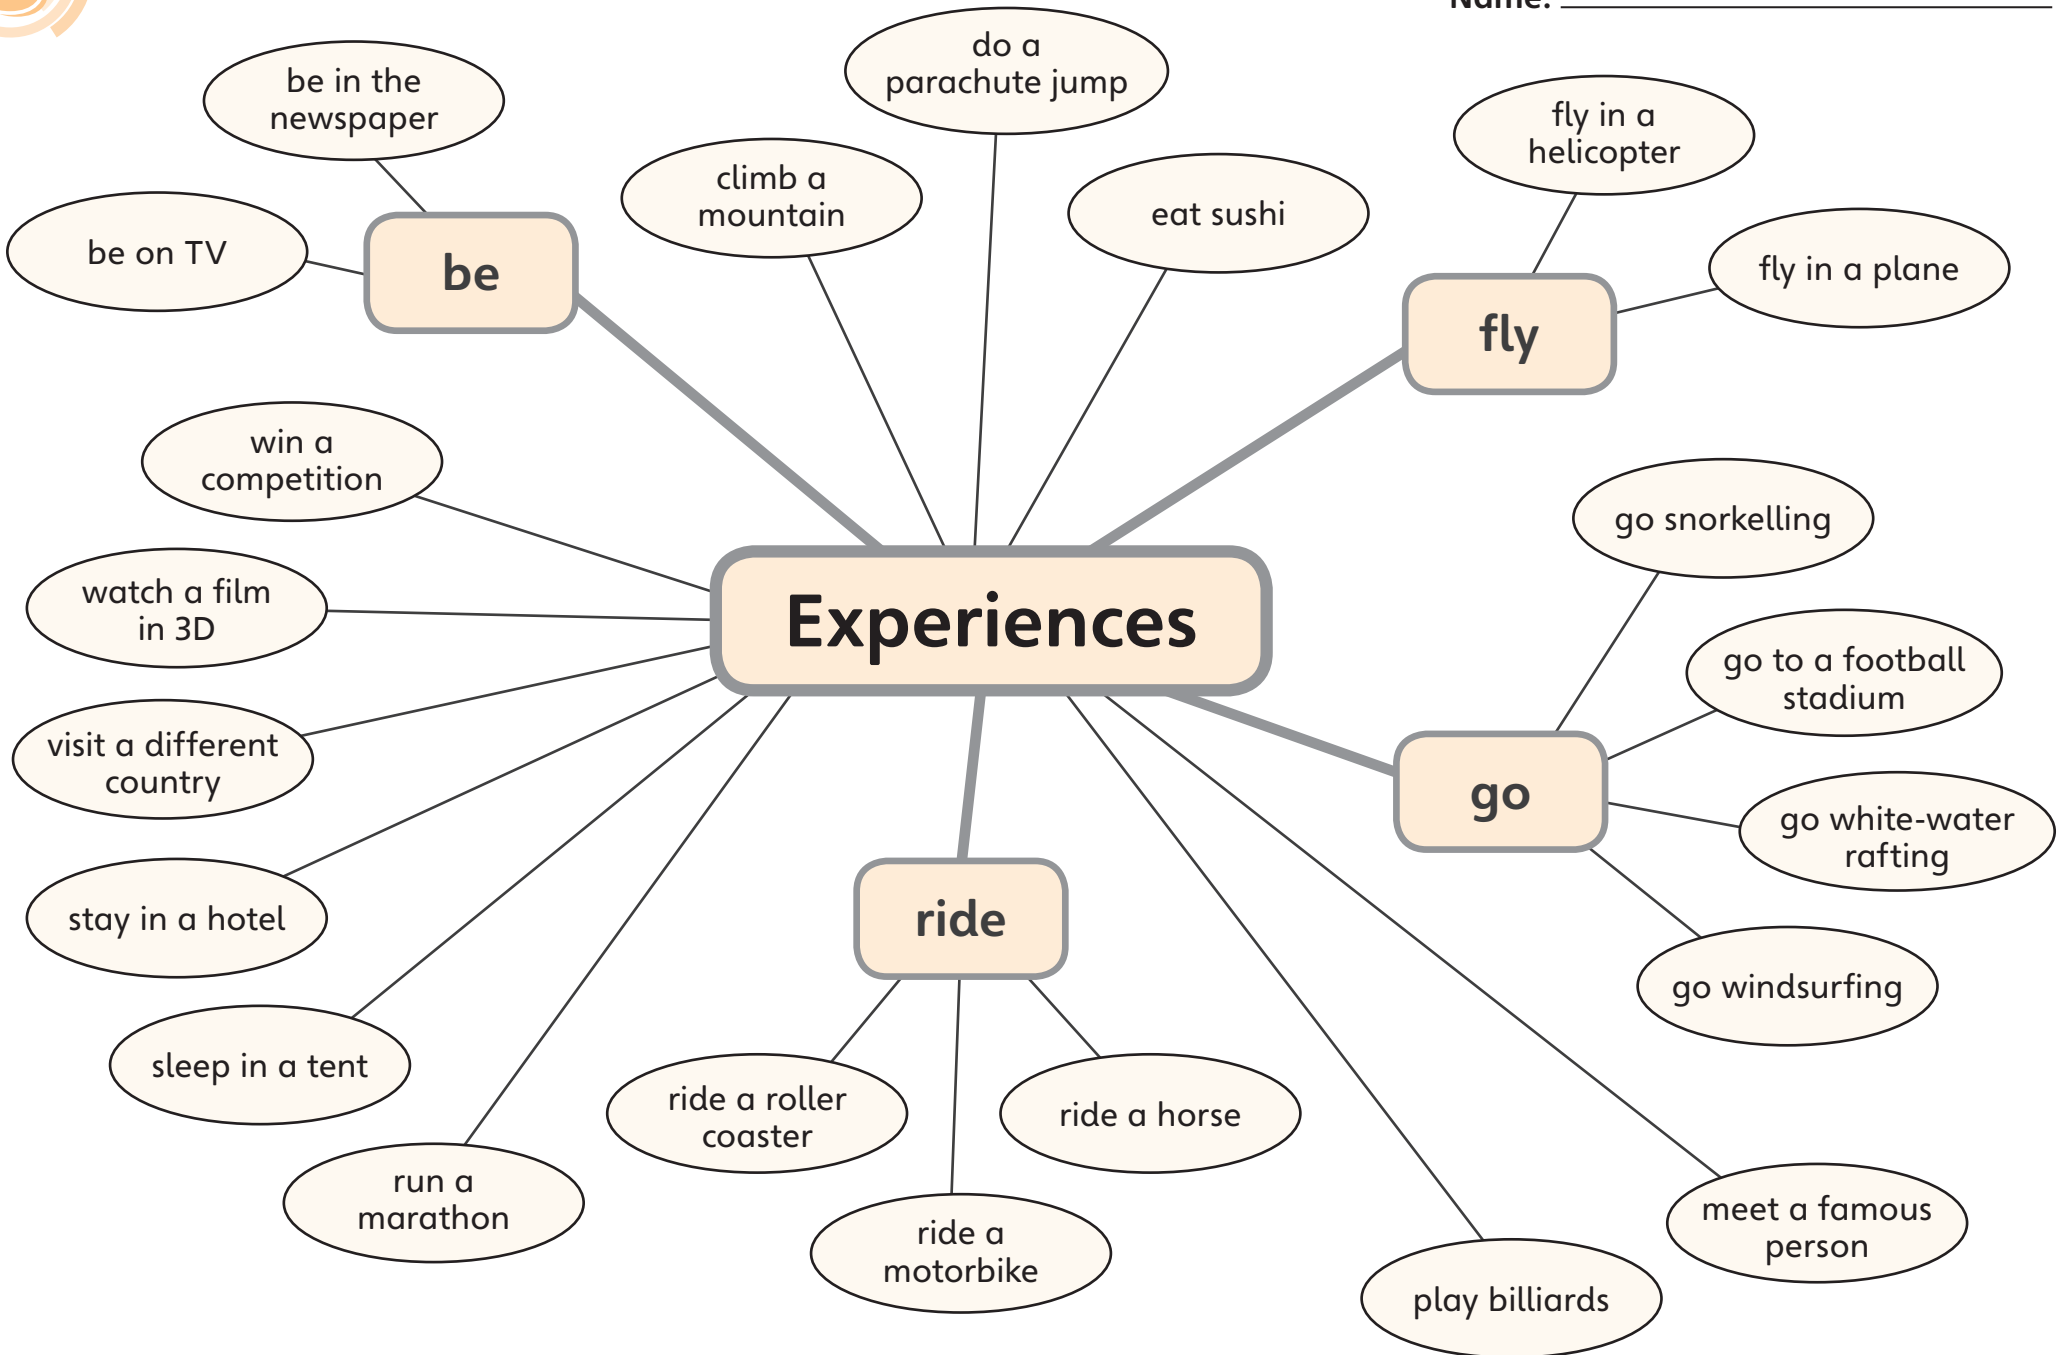 Name:
be in the
newspaper
do a
parachute jump
climb a
mountain
eat sushi
fly in a
helicopter
be on TV
be
fly in a plane
fly
win a
competition
go snorkelling
watch a film
in 3D
Experiences
go to a football
stadium
visit a different
country
go
go white-water
rafting
stay in a hotel
ride
go windsurfing
sleep in a tent
ride a roller
coaster
ride a horse
run a
marathon
ride a
motorbike
meet a famous
person
play billiards